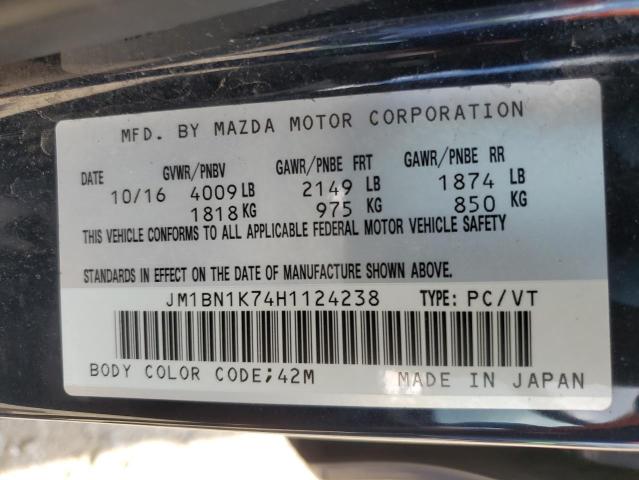 MFD. BY MAZDA MOTOR CORPORATION
DATE GVWR/PNBV GAWR/PNBE FRT GAWR/PNBE RR
10/16 4009 LB 2149 LB 1874 LB
1818 KG 975 KG 850 KG
THIS VEHICLE CONFORMS TO ALL APPLICABLE FEDERAL MOTOR VEHICLE SAFETY
STANDARDS IN EFFECT ON THE DATE OF MANUFACTURE SHOWN ABOVE.
JM1BN1K74H1124238 TYPE: PC/VT
BODY COLOR CODE;42M MADE IN JAPAN